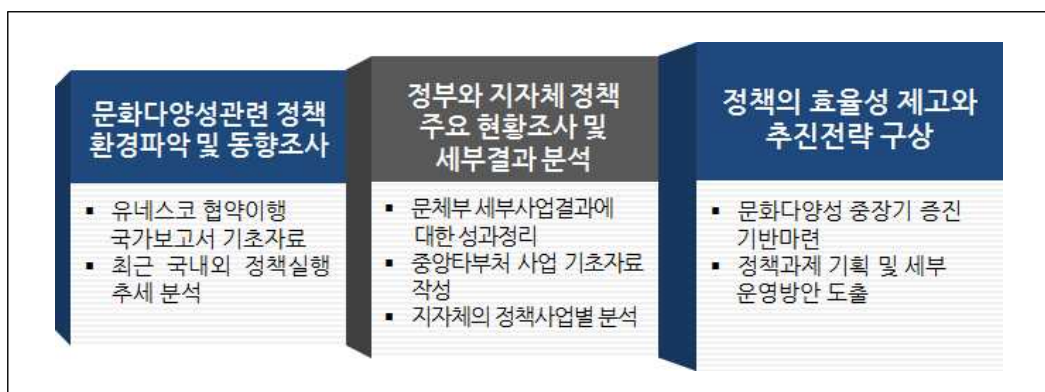 문화다양성관련 정책
환경파악 및 동향조사
▪ 유네스코 협약이행
국가보고서 기초자료
▪ 최근 국내외 정책실행
추세 분석
정부와 지자체 정책
주요 현황조사 및
세부결과 분석
▪ 문체부 세부사업결과에
대한 성과정리
▪ 중앙타부처 사업 기초자료
작성
▪ 지자체의 정책사업별 분석
정책의 효율성 제고와
추진전략 구상
▪ 문화다양성 중장기 증진
기반마련
▪ 정책과제 기획 및 세부
운영방안 도출